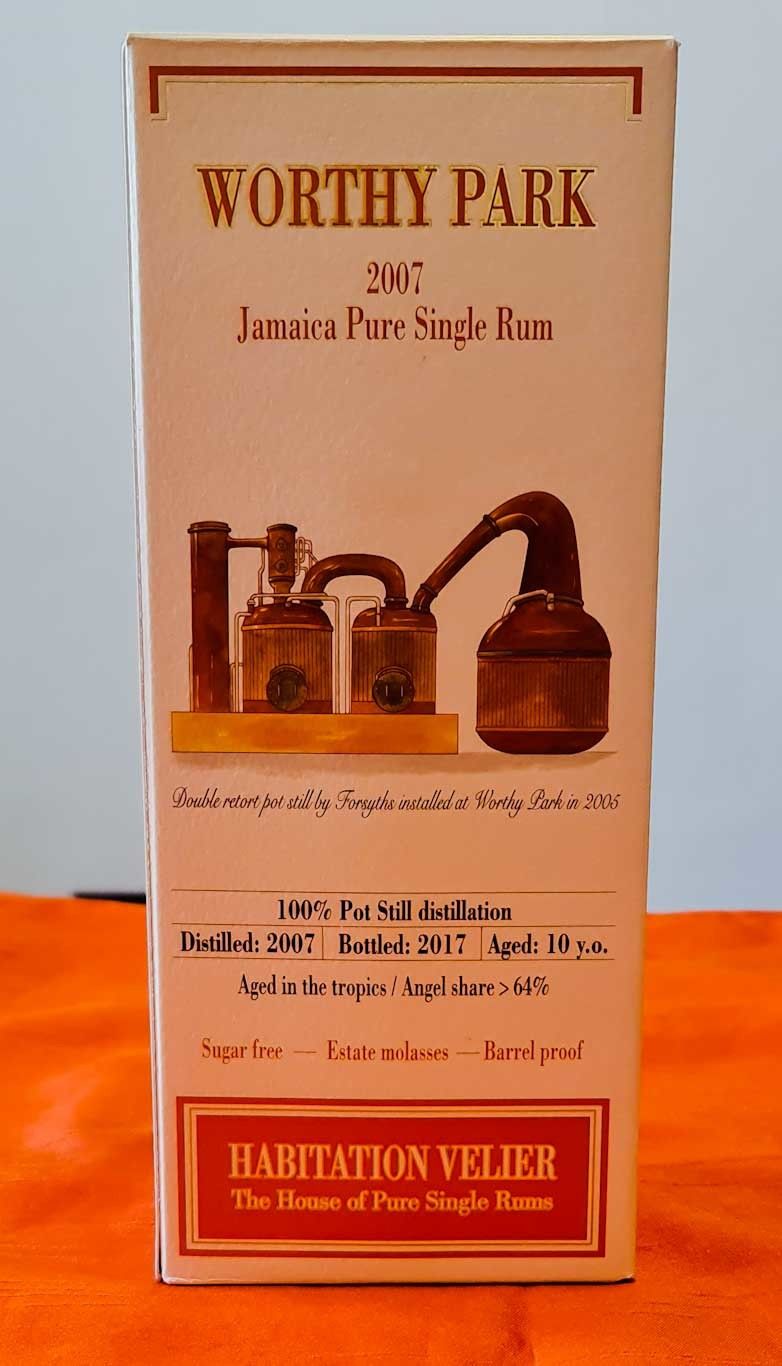 WORTHY PARK
2007
Jamaica Pure Single Rum
Double retort pot still by Forsyths installed at Worthy Park in 2005
100% Pot Still distillation
Distilled: 2007 Bottled: 2017 Aged: 10 y.o.
Aged in the tropics / Angel share > 64%
Sugar free — Estate molasses — Barrel proof
HABITATION VELIER
The House of Pure Single Rums